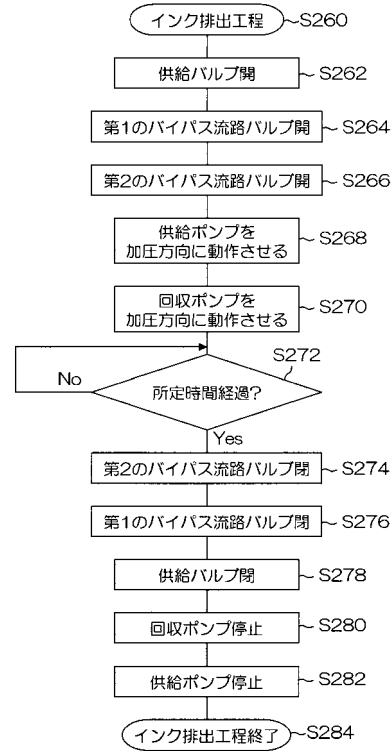 インク排出工程 S260
供給バルブ開 S262
第1のバイパス流路バルブ開 S264
第2のバイパス流路バルブ開 S266
供給ポンプを
加圧方向に動作させる S268
回収ポンプを
加圧方向に動作させる S270
S272
所定時間経過?
No
Yes
第2のバイパス流路バルブ閉 S274
第1のバイパス流路バルブ閉 S276
供給バルブ閉 S278
回収ポンプ停止 S280
供給ポンプ停止 S282
インク排出工程終了 S284